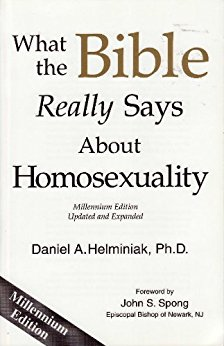 What
the Bible
Really Says
About
Homosexuality
Millennium Edition
Updated and Expanded
Daniel A. Helminiak, Ph.D.
Foreword by
John S. Spong
Episcopal Bishop of Newark, NJ
Millennium
Edition